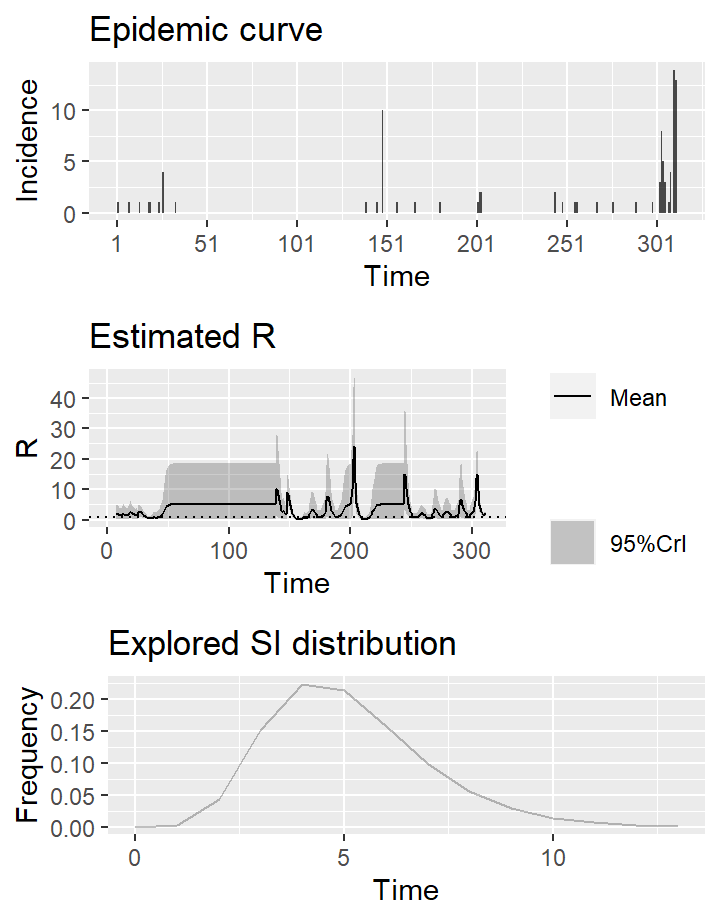 Epidemic curve
Incidence
10
5
0
1 51 101 151 201 251 301
Time
Estimated R
R
40
30
20
10
0
0 100 200 300
Time
Mean
95%CrI
Explored SI distribution
Frequency
0.20
0.15
0.10
0.05
0.00
0 5 10
Time